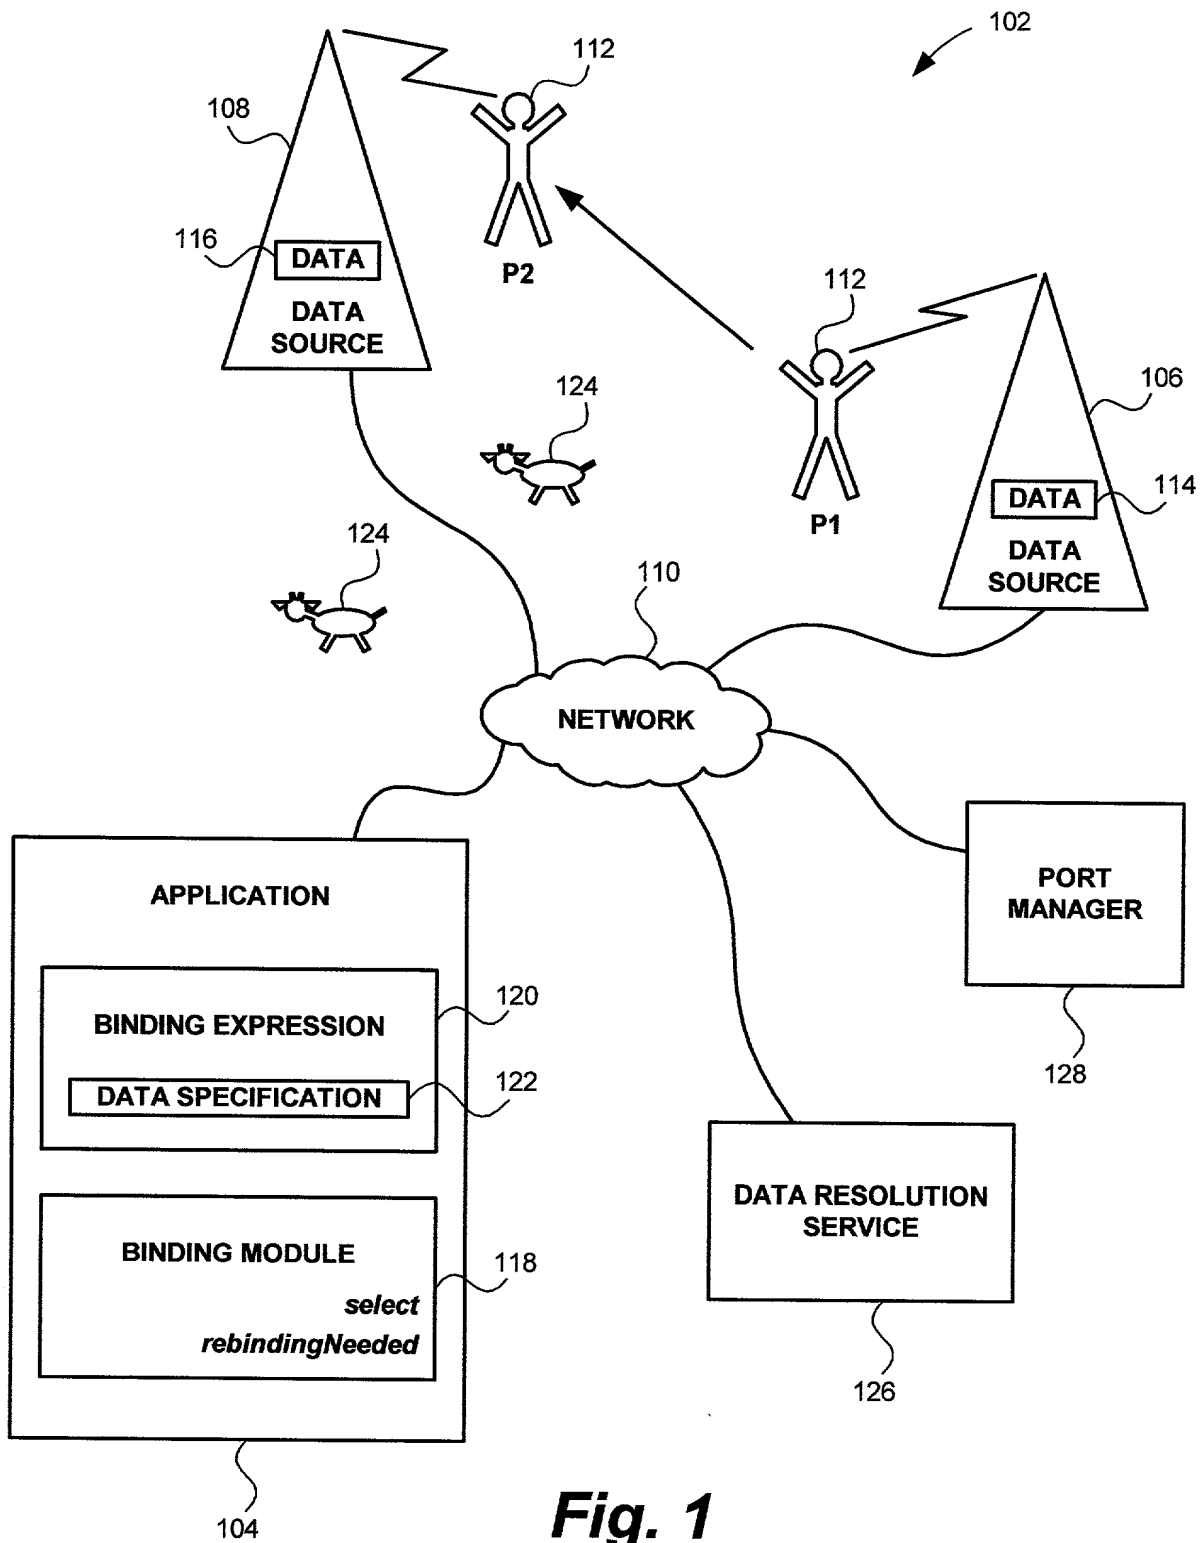 102
112
108
116
DATA
P2
DATA
SOURCE
112
106
124
DATA
114
P1
DATA
SOURCE
124
110
NETWORK
PORT
MANAGER
APPLICATION
120
BINDING EXPRESSION
128
122
DATA SPECIFICATION
DATA RESOLUTION
SERVICE
BINDING MODULE
118
select
rebindingNeeded
126
104
Fig. 1